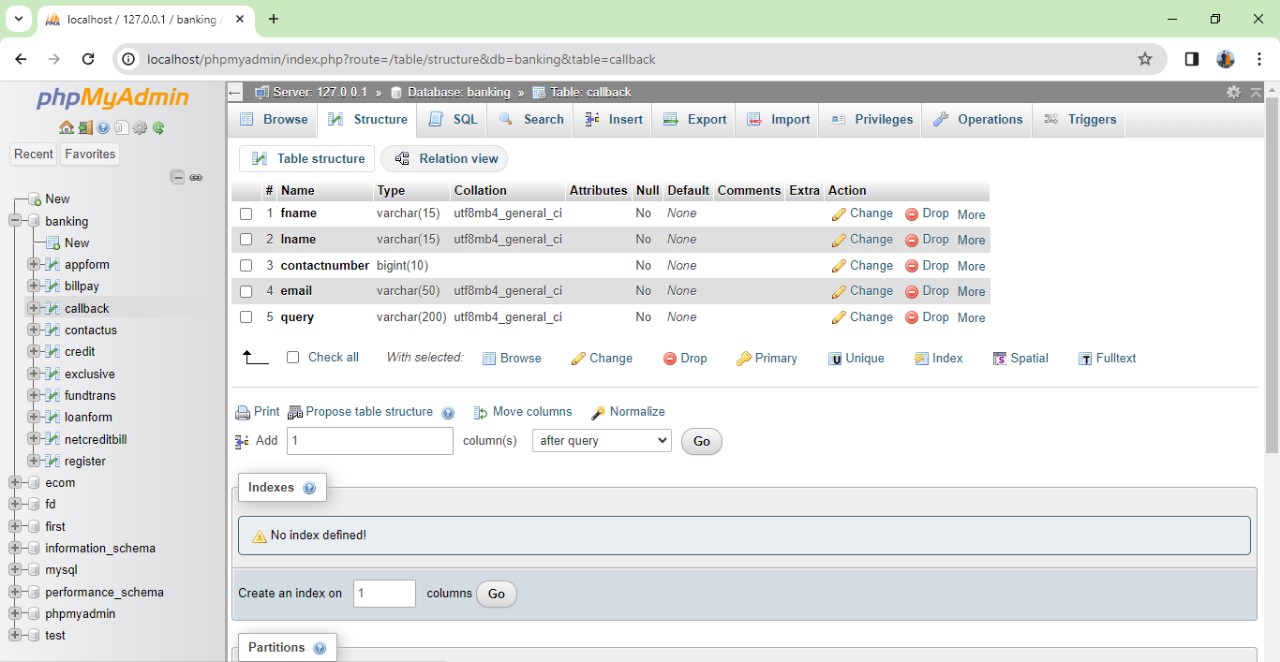 localhost / 127.0.0.1 / banking /
localhost/phpmyadmin/index.php?route=/table/structure&db=banking&table=callback
phpMyAdmin
Recent Favorites
New
banking
New
appform
billpay
callback
contactus
credit
exclusive
fundtrans
loanform
netcreditbill
register
ecom
fd
first
information_schema
mysql
performance_schema
phpmyadmin
test
Server: 127.0.0.1 » Database: banking » Table: callback
Browse Structure SQL Search Insert Export Import Privileges Operations Triggers
Table structure Relation view
# Name Type Collation Attributes Null Default Comments Extra Action
1 fname varchar(15) utf8mb4_general_ci No None Change Drop More
2 lname varchar(15) utf8mb4_general_ci No None Change Drop More
3 contactnumber bigint(10) No None Change Drop More
4 email varchar(50) utf8mb4_general_ci No None Change Drop More
5 query varchar(200) utf8mb4_general_ci No None Change Drop More
Check all With selected: Browse Change Drop Primary Unique Index Spatial Fulltext
Print Propose table structure Move columns Normalize
Add 1 column(s) after query Go
Indexes
No index defined!
Create an index on 1 columns Go
Partitions